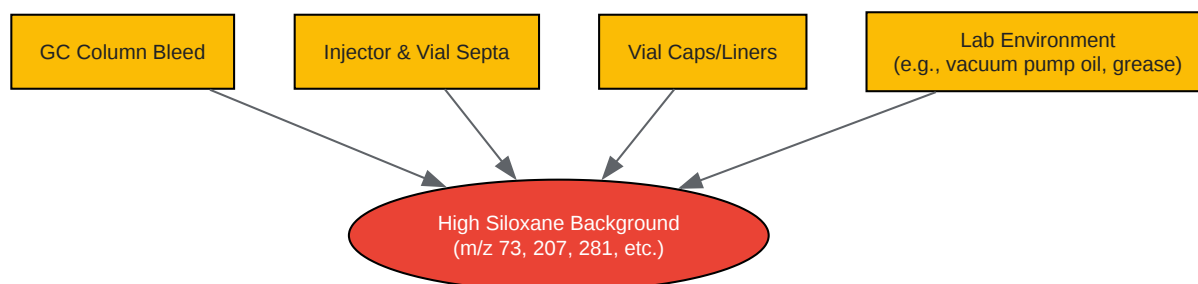 GC Column Bleed
Injector & Vial Septa
Vial Caps/Liners
Lab Environment
(e.g., vacuum pump oil, grease)
High Siloxane Background
(m/z 73, 207, 281, etc.)